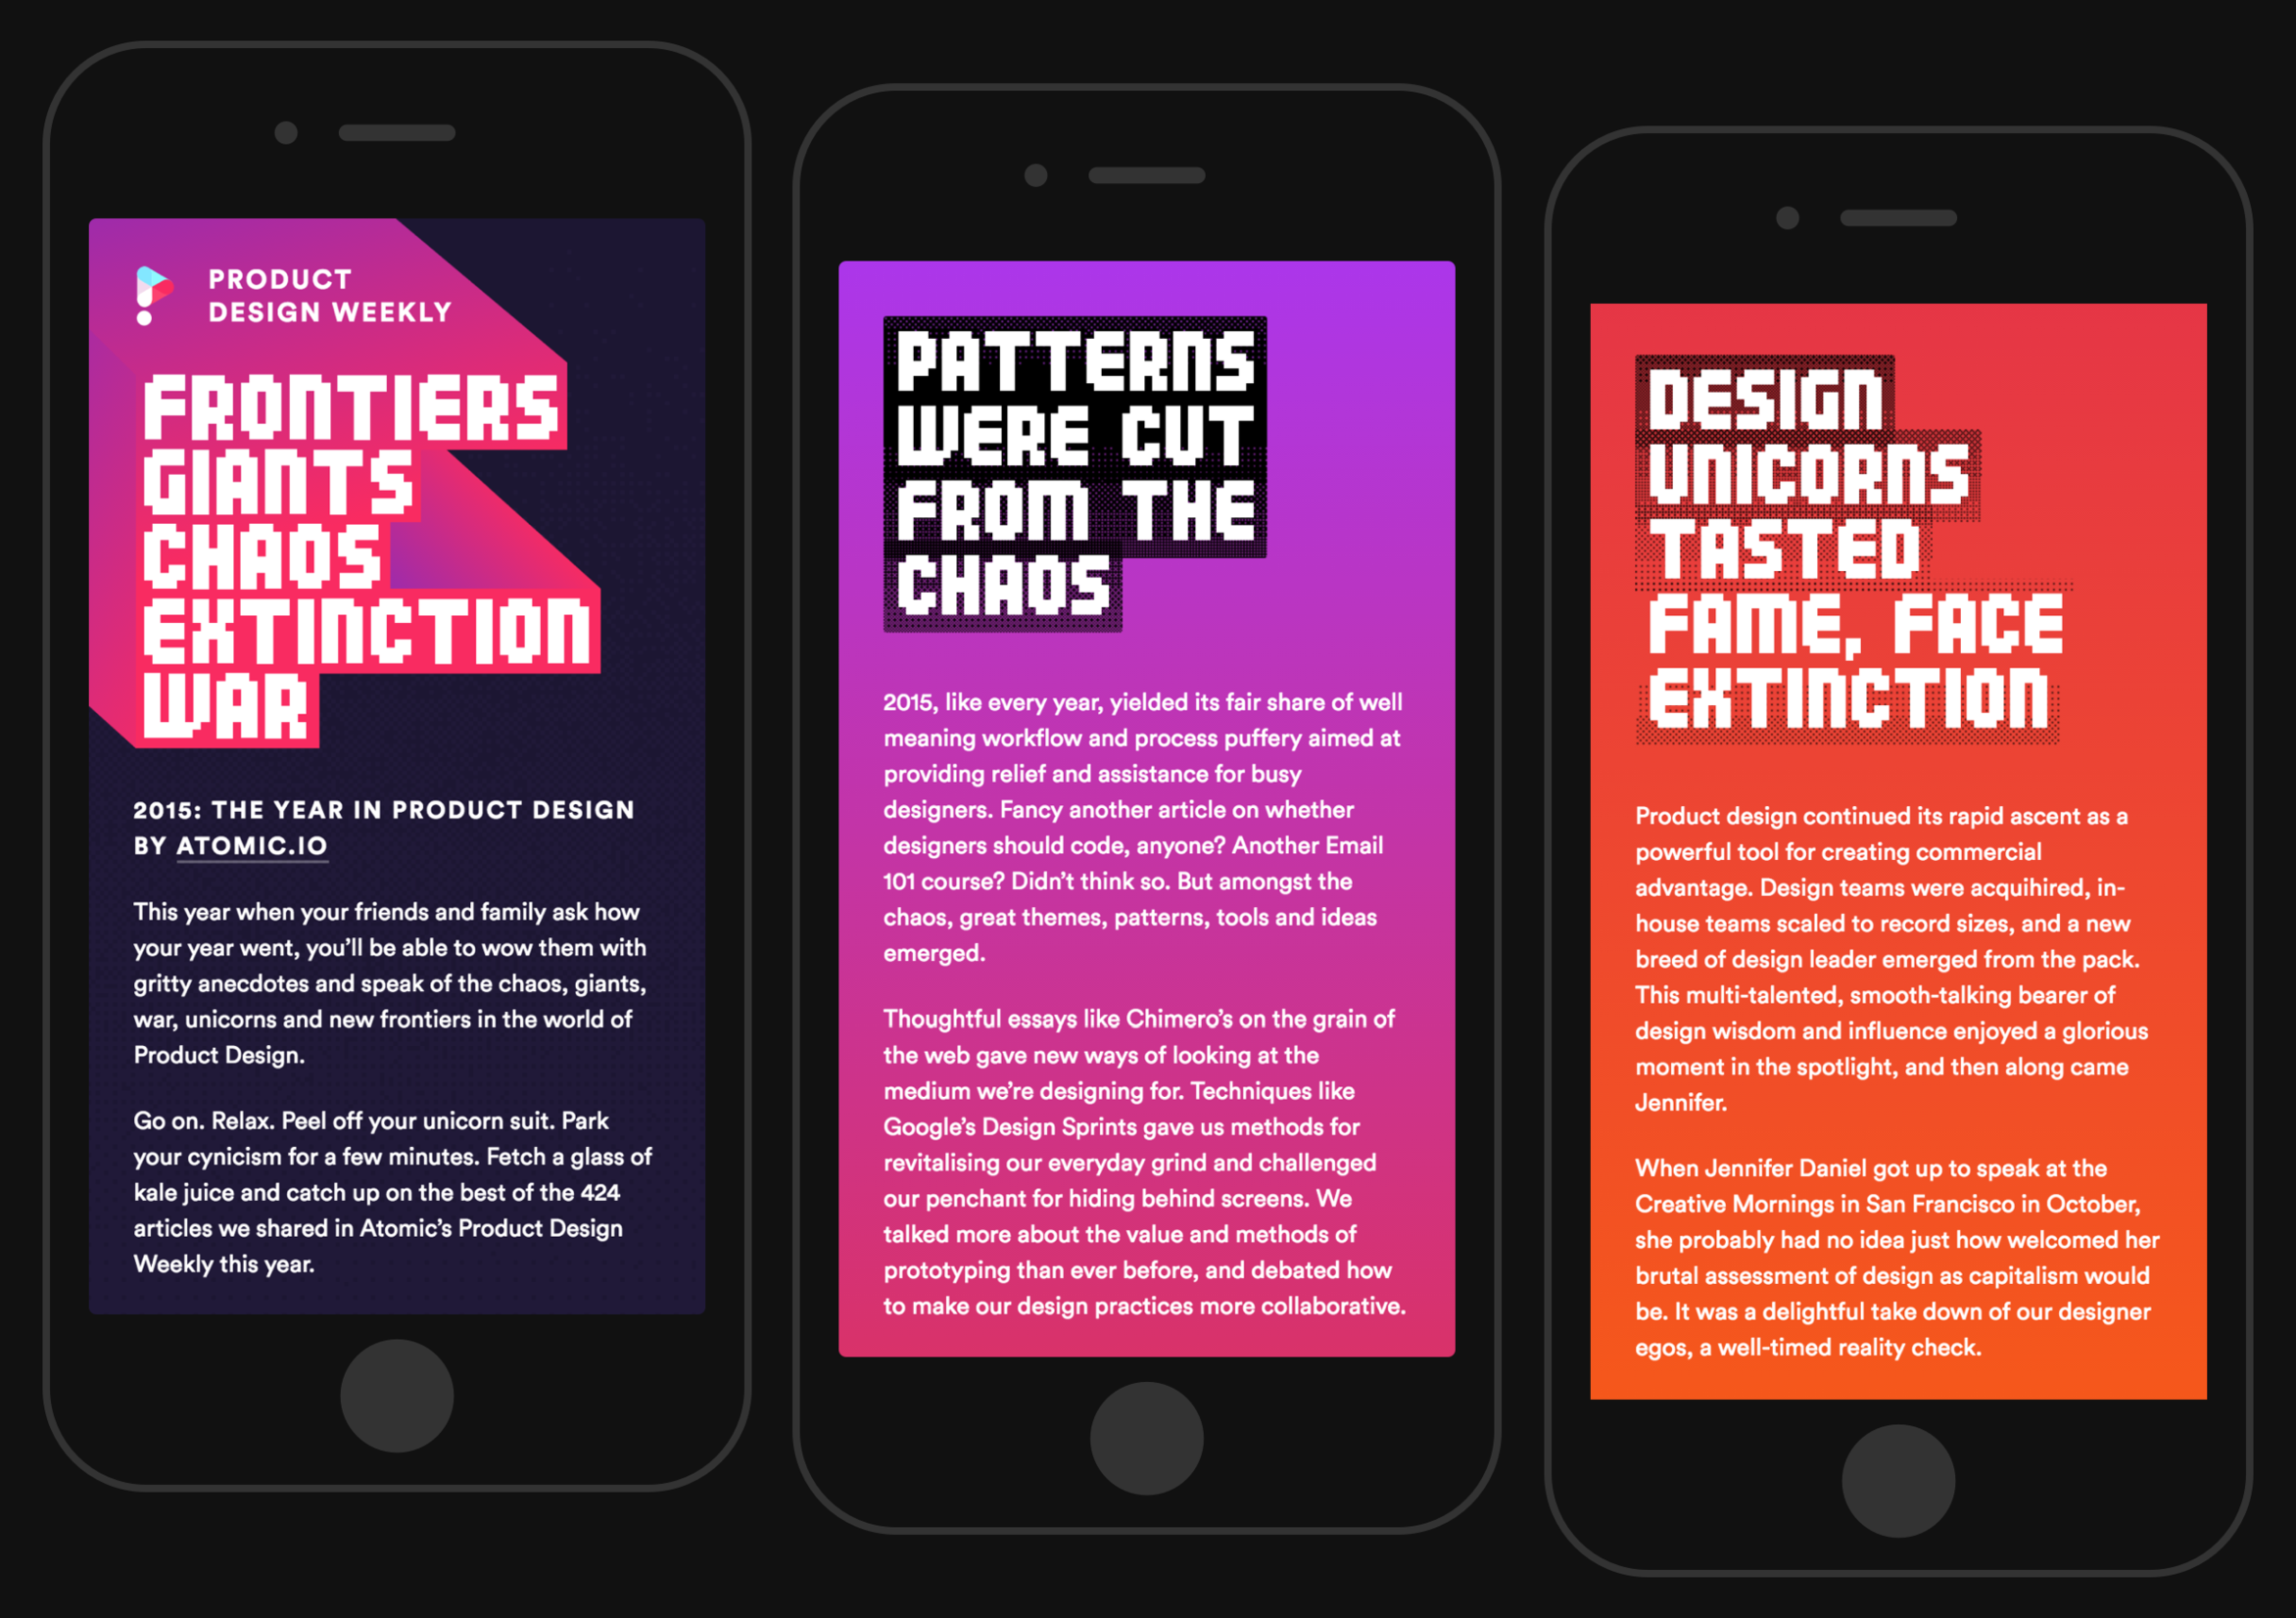 PRODUCT
DESIGN WEEKLY
FRONTIERS
GIANTS
CHAOS
EXTINCTION
WAR
2015: THE YEAR IN PRODUCT DESIGN
BY ATOMIC.IO
This year when your friends and family ask how
your year went, you’ll be able to wow them with
gritty anecdotes and speak of the chaos, giants,
war, unicorns and new frontiers in the world of
Product Design.
Go on. Relax. Peel off your unicorn suit. Park
your cynicism for a few minutes. Fetch a glass of
kale juice and catch up on the best of the 424
articles we shared in Atomic’s Product Design
Weekly this year.
PATTERNS
WERE CUT
FROM THE
CHAOS
2015, like every year, yielded its fair share of well
meaning workflow and process puffery aimed at
providing relief and assistance for busy
designers. Fancy another article on whether
designers should code, anyone? Another Email
101 course? Didn’t think so. But amongst the
chaos, great themes, patterns, tools and ideas
emerged.
Thoughtful essays like Chimero’s on the grain of
the web gave new ways of looking at the
medium we’re designing for. Techniques like
Google’s Design Sprints gave us methods for
revitalising our everyday grind and challenged
our penchant for hiding behind screens. We
talked more about the value and methods of
prototyping than ever before, and debated how
to make our design practices more collaborative.
DESIGN
UNICORNS
TASTED
FAME, FACE
EXTINCTION
Product design continued its rapid ascent as a
powerful tool for creating commercial
advantage. Design teams were acquihired, in-
house teams scaled to record sizes, and a new
breed of design leader emerged from the pack.
This multi-talented, smooth-talking bearer of
design wisdom and influence enjoyed a glorious
moment in the spotlight, and then along came
Jennifer.
When Jennifer Daniel got up to speak at the
Creative Mornings in San Francisco in October,
she probably had no idea just how welcomed her
brutal assessment of design as capitalism would
be. It was a delightful take down of our designer
egos, a well-timed reality check.